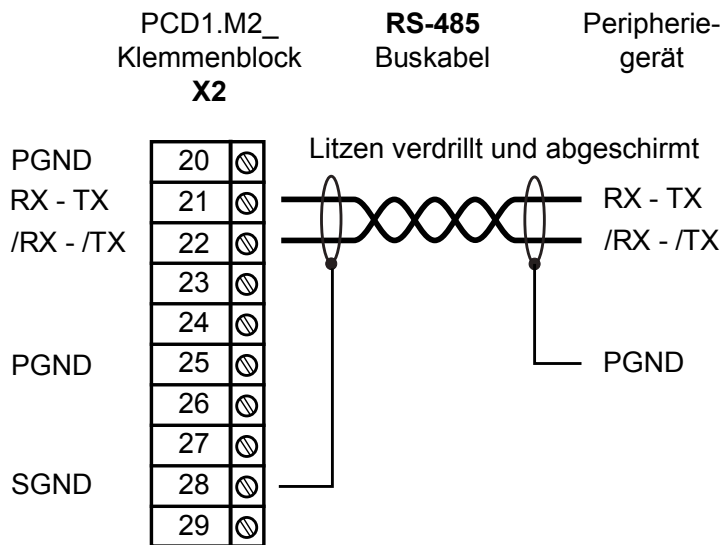 PCD1.M2_ RS-485 Peripherie-
Klemmenblock Buskabel gerät
X2
Litzen verdrillt und abgeschirmt
PGND 20
RX - TX 21 RX - TX
/RX - /TX 22 /RX - /TX
23
24
PGND 25 PGND
26
27
SGND 28
29